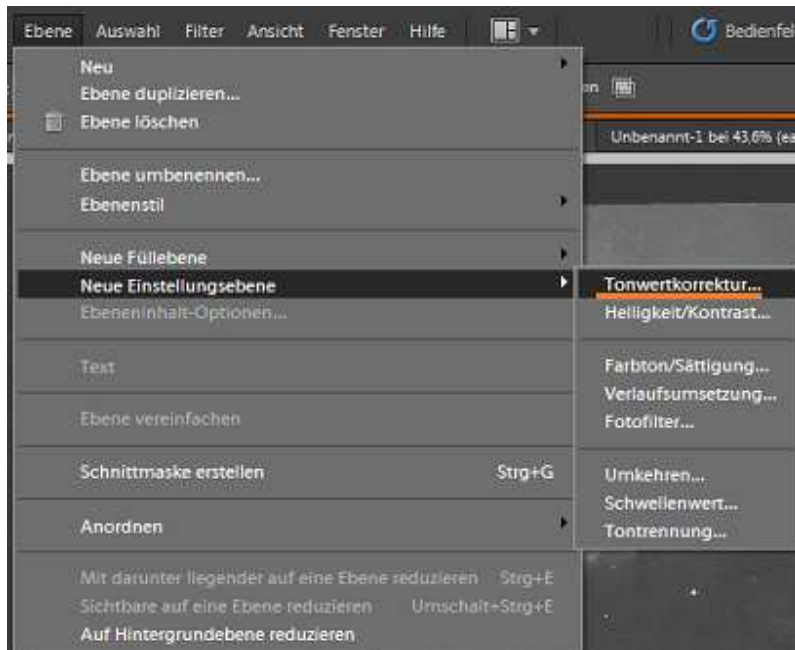 Ebene Auswahl Filter Ansicht Fenster Hilfe Bedienfel
Neu
Ebene duplizieren...
en
Ebene löschen
Unbenannt-1 bei 43,6% (ea
Ebene umbenennen...
Ebenenstil
Neue Füllebene
Neue Einstellungsebene
Tonwertkorrektur...
Ebeneninhalt-Optionen...
Helligkeit/Kontrast...
Text
Farbton/Sättigung...
Verlaufsumsetzung...
Ebene vereinfachen
Fotofilter...
Schnittmaske erstellen Strg+G
Umkehren...
Schwellenwert...
Anordnen
Tontrennung...
Mit darunter liegender auf eine Ebene reduzieren Strg+E
Sichtbare auf eine Ebene reduzieren Umschalt+Strg+E
Auf Hintergrundebene reduzieren